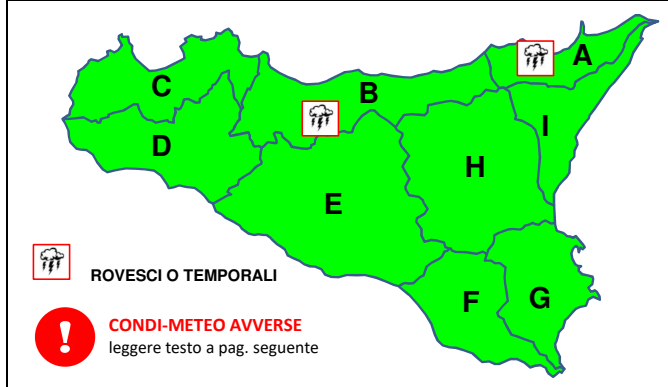 A
C
B
I
D
H
E
F
G
ROVESCI O TEMPORALI
!
CONDI-METEO AVVERSE
leggere testo a pag. seguente